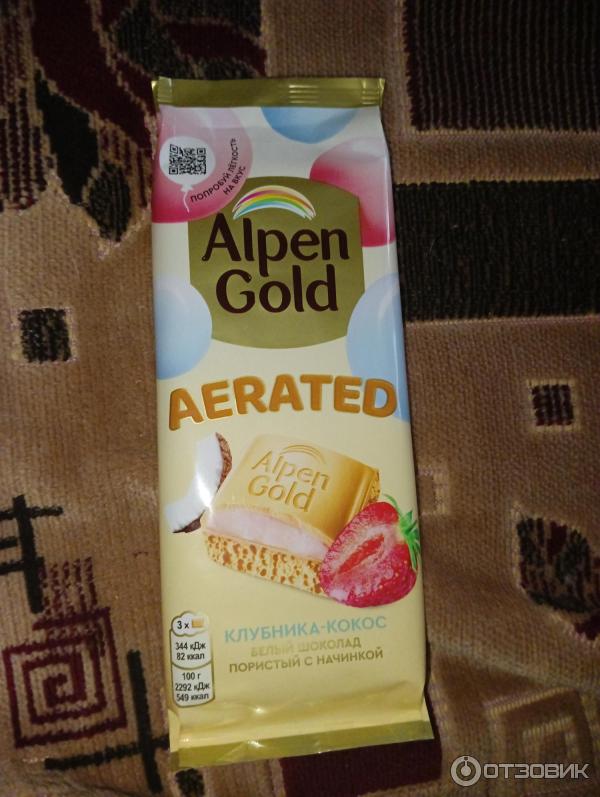 ПОПРОБУЙ ЛЁГКОСТЬ
НА ВКУС
Alpen
Gold
AERATED
Alpen
Gold
КЛУБНИКА-КОКОС
БЕЛЫЙ ШОКОЛАД
ПОРИСТЫЙ С НАЧИНКОЙ
3 x
344 кДж
82 ккал
100 г
2292 кДж
549 ккал
ОТЗОВИК